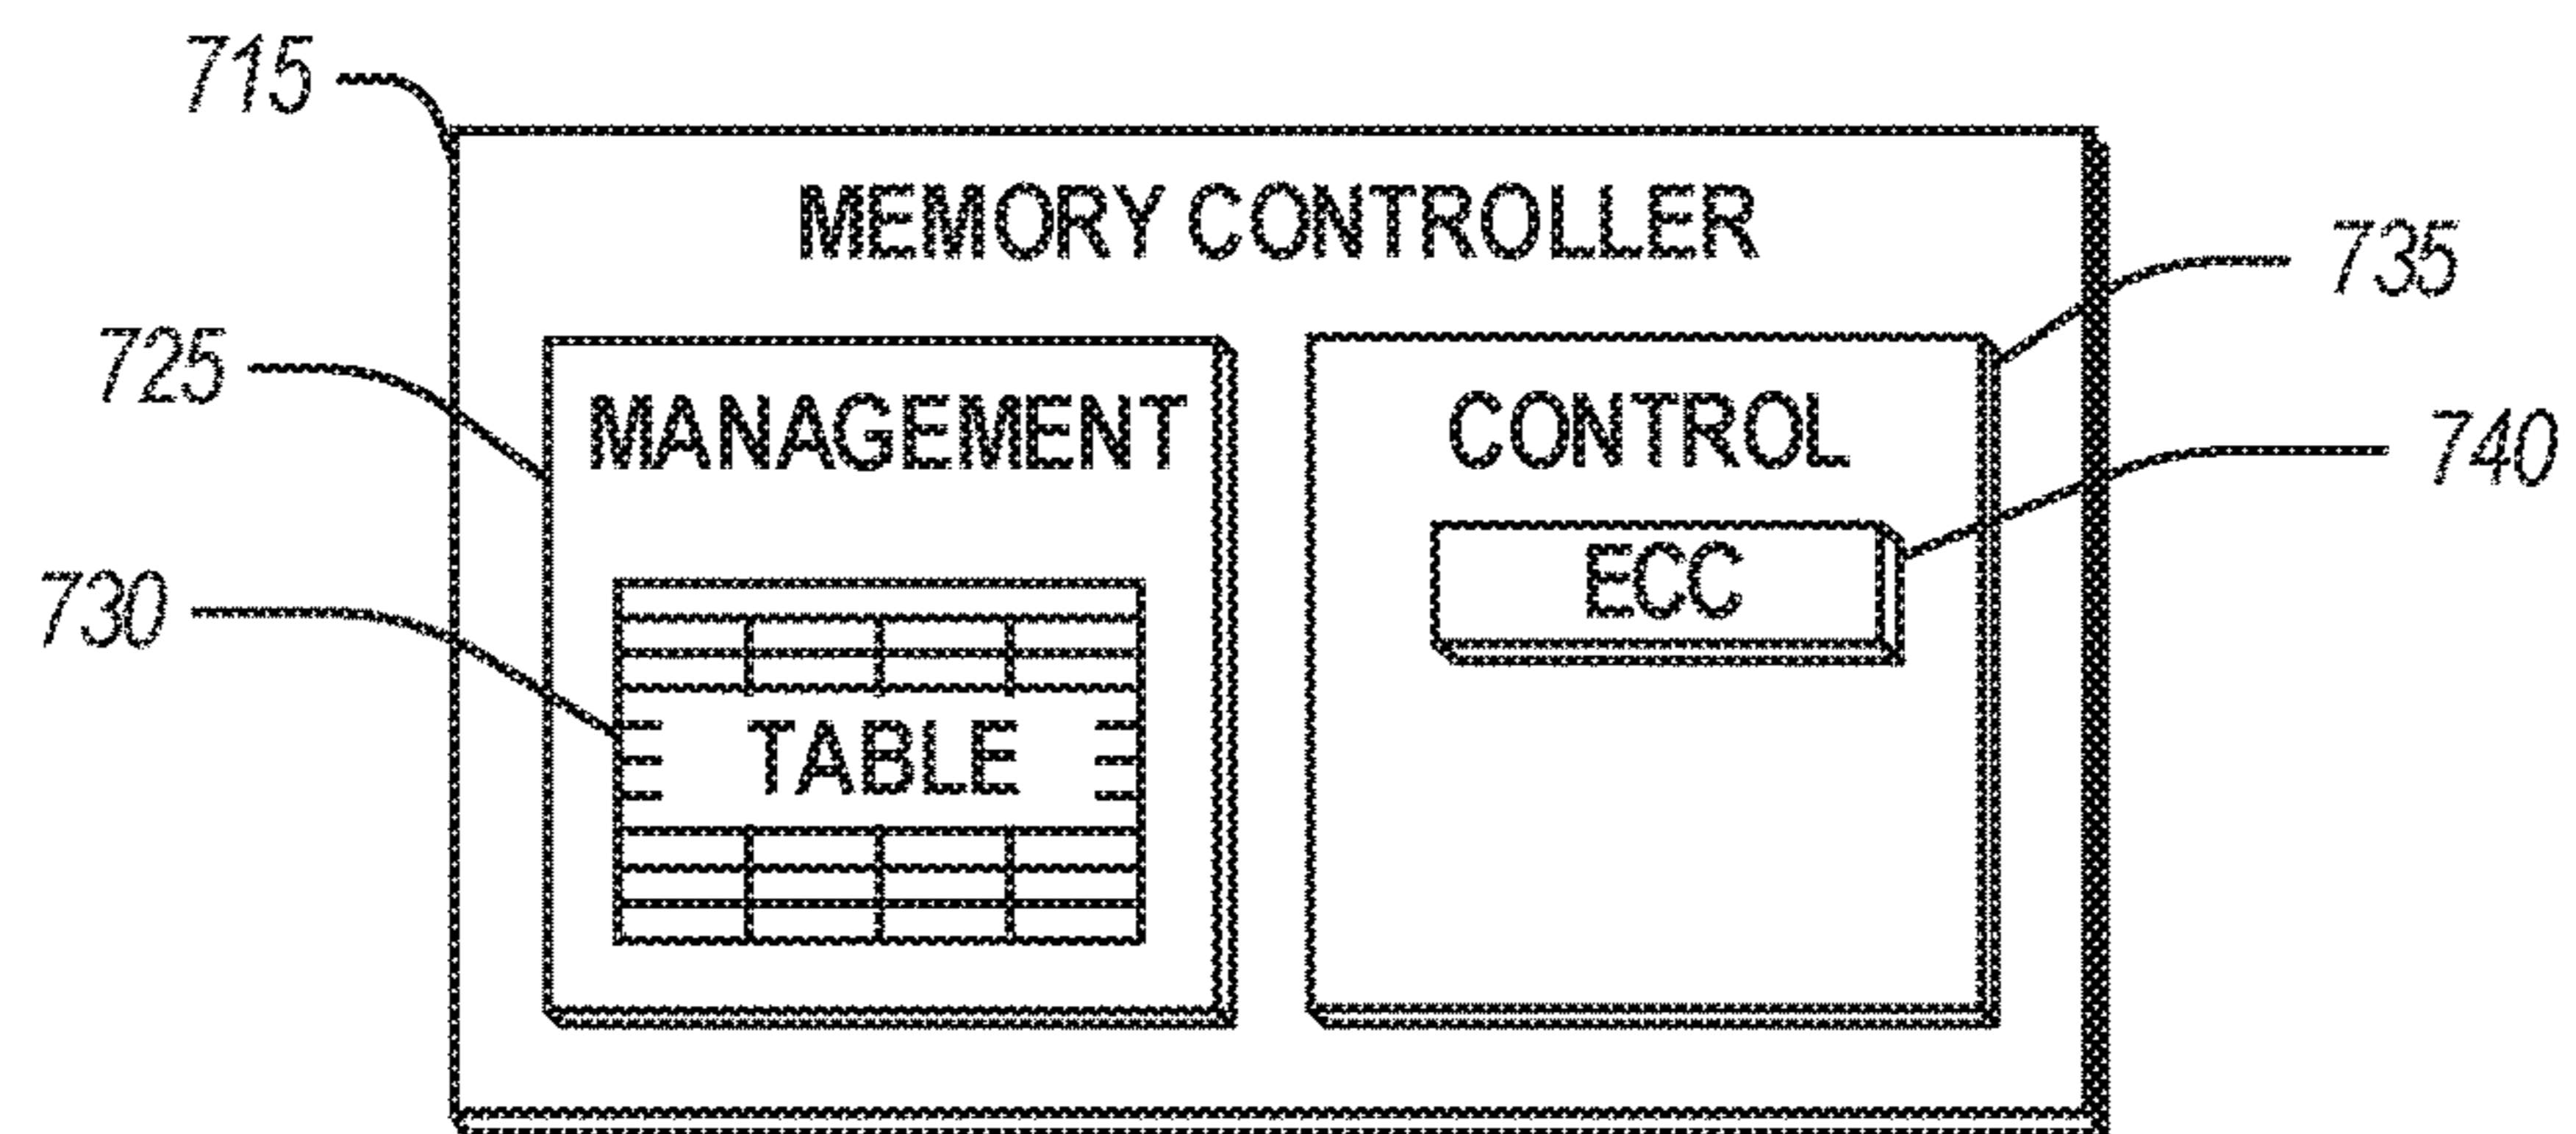 715
MEMORY CONTROLLER
735
725
MANAGEMENT
CONTROL
740
ECC
730
TABLE